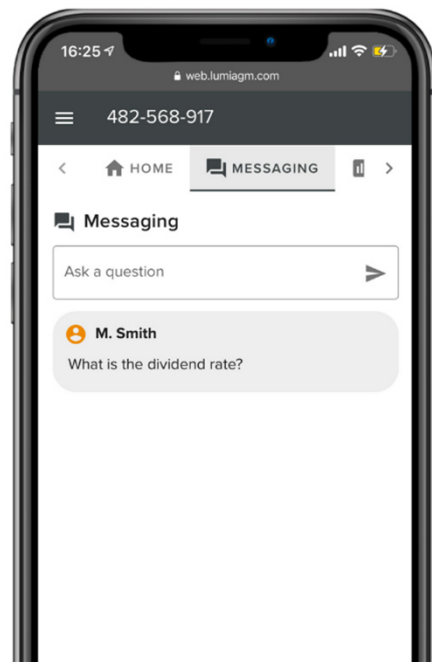 16:25
web.lumiagm.com
482-568-917
HOME
MESSAGING
Messaging
Ask a question
M. Smith
What is the dividend rate?